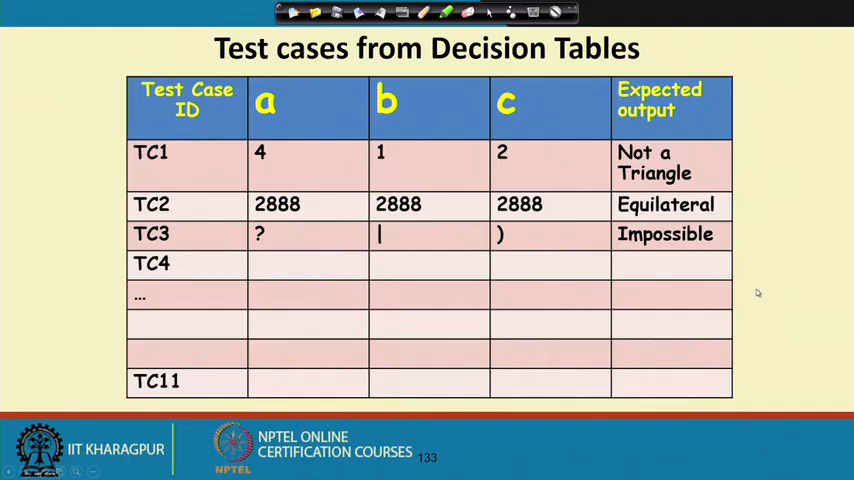 Test cases from Decision Tables
Test Case ID a b c Expected output
TC1 4 1 2 Not a Triangle
TC2 2888 2888 2888 Equilateral
TC3 ? | ) Impossible
TC4
...
TC11
IIT KHARAGPUR
NPTEL
NPTEL ONLINE
CERTIFICATION COURSES
133